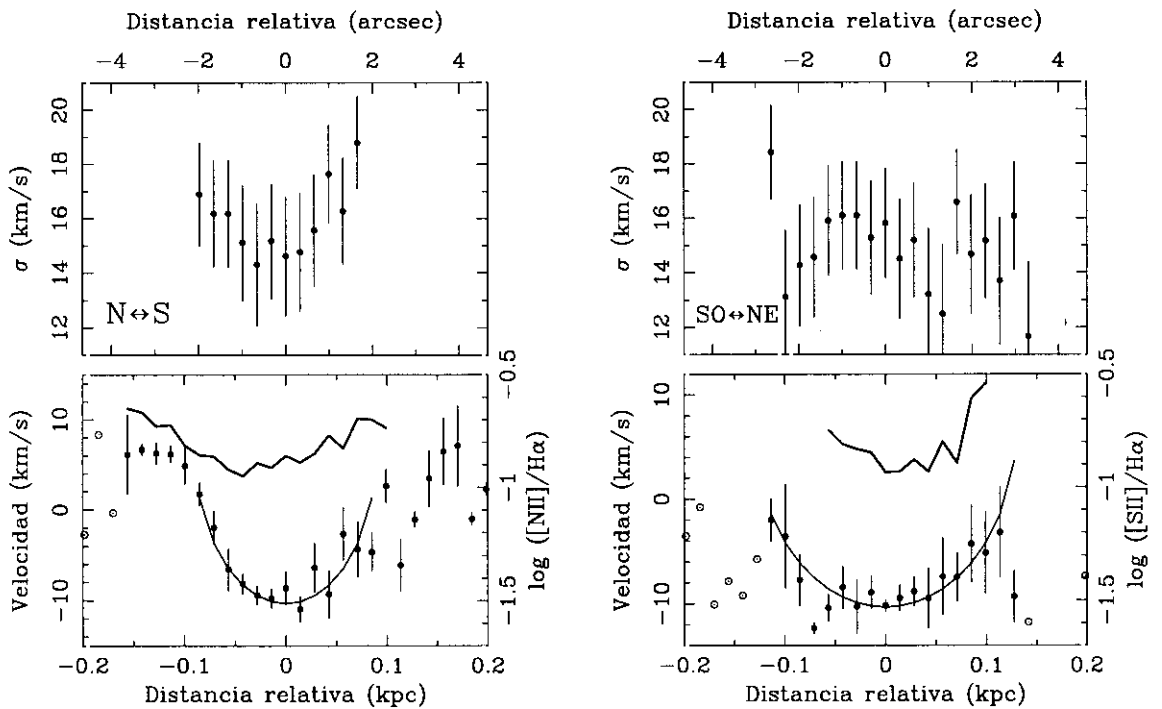 Distancia relativa (arcsec)
−4 −2 0 2 4
σ (km/s)
20
18
16
14
12
N↔S
Velocidad (km/s)
10
0
−10
log ([NII]/Hα)
−0.5
−1
−1.5
−0.2 −0.1 0 0.1 0.2
Distancia relativa (kpc)
Distancia relativa (arcsec)
−4 −2 0 2 4
σ (km/s)
20
18
16
14
12
SO↔NE
Velocidad (km/s)
10
0
−10
log ([SII]/Hα)
−0.5
−1
−1.5
−0.2 −0.1 0 0.1 0.2
Distancia relativa (kpc)